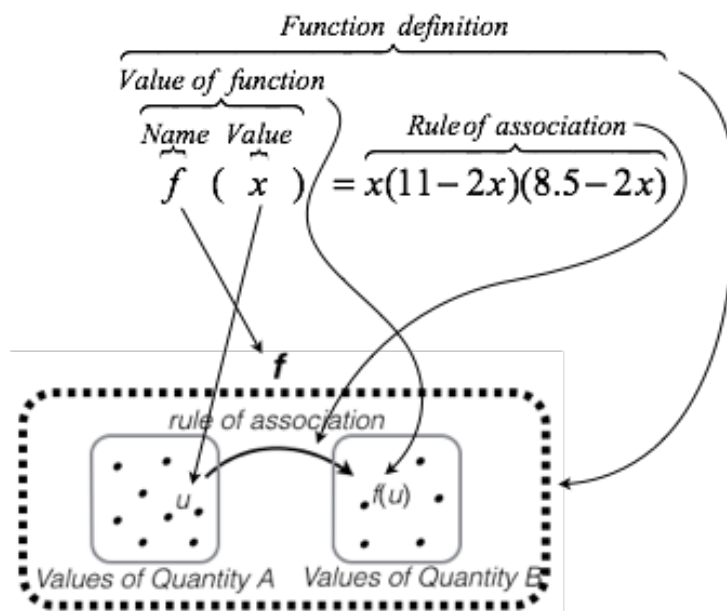 Function definition
Value of function
Name Value Rule of association
f ( x ) = x(11 − 2x)(8.5 − 2x)
f
rule of association
u f(u)
Values of Quantity A Values of Quantity B